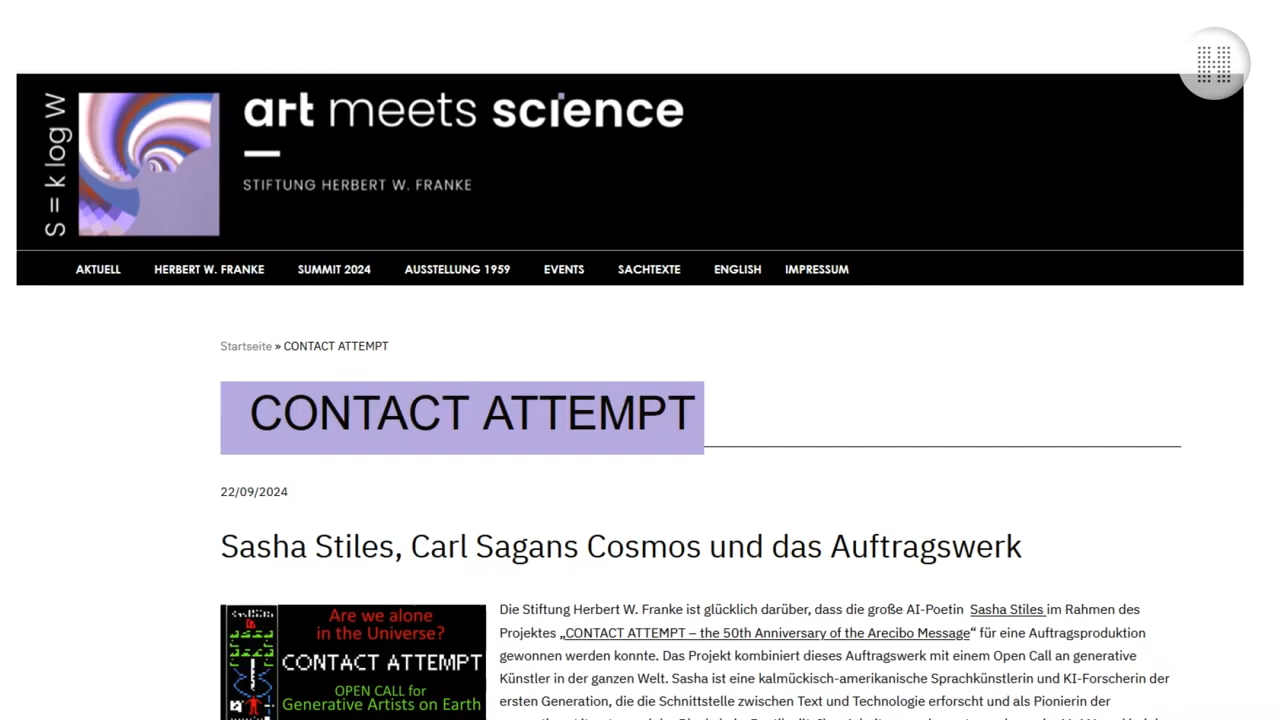 S = k log W
art meets science
STIFTUNG HERBERT W. FRANKE
AKTUELL HERBERT W. FRANKE SUMMIT 2024 AUSSTELLUNG 1959 EVENTS SACHTEXTE ENGLISH IMPRESSUM
Startseite » CONTACT ATTEMPT
CONTACT ATTEMPT
22/09/2024
Sasha Stiles, Carl Sagans Cosmos und das Auftragswerk
Are we alone
in the Universe?
CONTACT ATTEMPT
OPEN CALL for
Generative Artists on Earth
Die Stiftung Herbert W. Franke ist glücklich darüber, dass die große AI-Poetin Sasha Stiles im Rahmen des
Projektes „CONTACT ATTEMPT – the 50th Anniversary of the Arecibo Message“ für eine Auftragsproduktion
gewonnen werden konnte. Das Projekt kombiniert dieses Auftragswerk mit einem Open Call an generative
Künstler in der ganzen Welt. Sasha ist eine kalmückisch-amerikanische Sprachkünstlerin und KI-Forscherin der
ersten Generation, die die Schnittstelle zwischen Text und Technologie erforscht und als Pionierin der